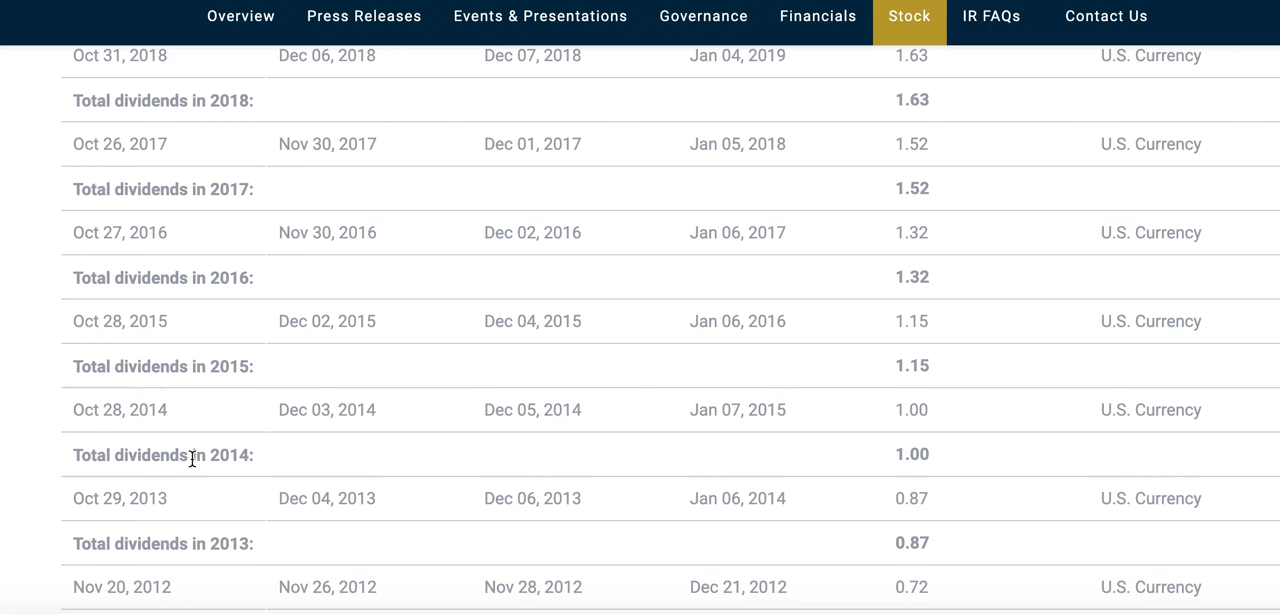 Overview Press Releases Events & Presentations Governance Financials Stock IR FAQs Contact Us
Oct 31, 2018 Dec 06, 2018 Dec 07, 2018 Jan 04, 2019 1.63 U.S. Currency
Total dividends in 2018: 1.63
Oct 26, 2017 Nov 30, 2017 Dec 01, 2017 Jan 05, 2018 1.52 U.S. Currency
Total dividends in 2017: 1.52
Oct 27, 2016 Nov 30, 2016 Dec 02, 2016 Jan 06, 2017 1.32 U.S. Currency
Total dividends in 2016: 1.32
Oct 28, 2015 Dec 02, 2015 Dec 04, 2015 Jan 06, 2016 1.15 U.S. Currency
Total dividends in 2015: 1.15
Oct 28, 2014 Dec 03, 2014 Dec 05, 2014 Jan 07, 2015 1.00 U.S. Currency
Total dividends in 2014: 1.00
Oct 29, 2013 Dec 04, 2013 Dec 06, 2013 Jan 06, 2014 0.87 U.S. Currency
Total dividends in 2013: 0.87
Nov 20, 2012 Nov 26, 2012 Nov 28, 2012 Dec 21, 2012 0.72 U.S. Currency